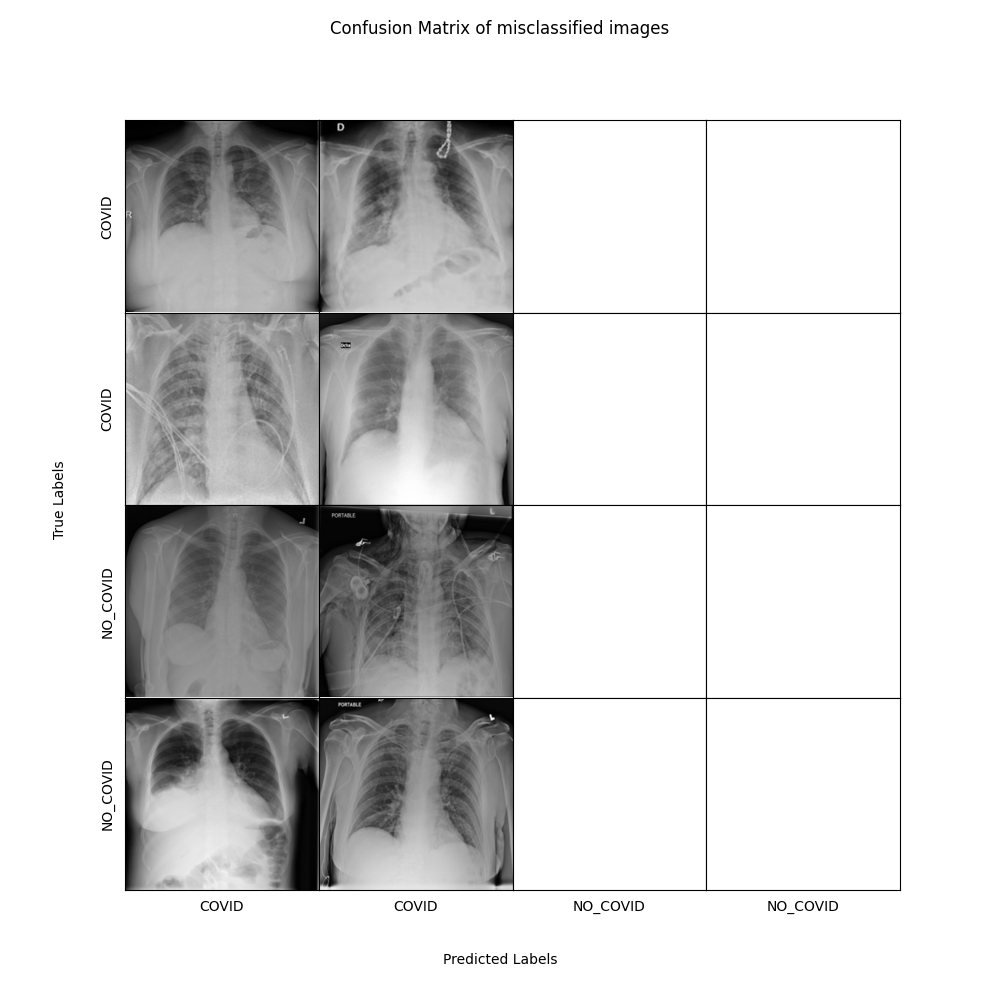 Confusion Matrix of misclassified images
D
COVID
R
COVID
True Labels
PORTABLE
L
NO_COVID
PORTABLE
L
NO_COVID
COVID
COVID
NO_COVID
NO_COVID
Predicted Labels